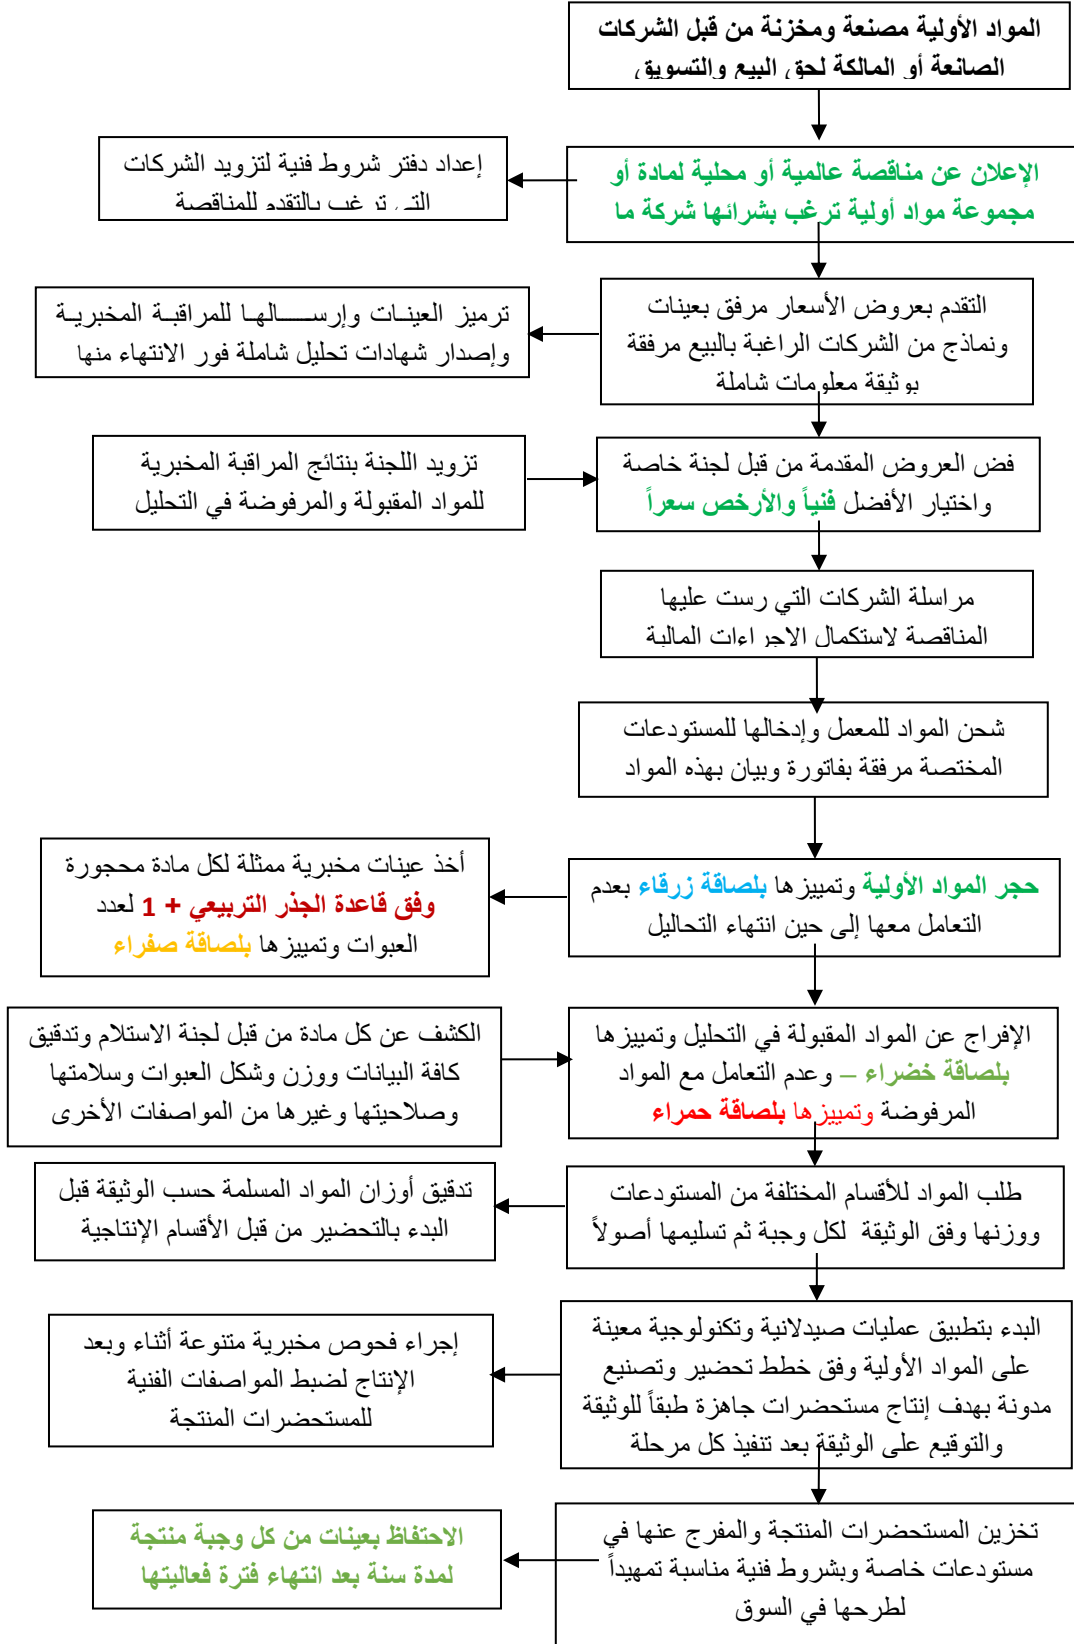 المواد الأولية مصنعة ومخزنة من قبل الشركات
الصانعة أو المالكة لحق البيع والتسويق
الإعلان عن مناقصة عالمية أو محلية لمادة أو
مجموعة مواد أولية ترغب بشرائها شركة ما
إعداد دفتر شروط فنية لتزويد الشركات
التي ترغب بالتقدم للمناقصة
التقدم بعروض الأسعار مرفق بعينات
ونماذج من الشركات الراغبة بالبيع مرفقة
بوثيقة معلومات شاملة
ترميز العينات وإرسالها للمراقبة المخبرية
وإصدار شهادات تحليل شاملة فور الانتهاء منها
فض العروض المقدمة من قبل لجنة خاصة
واختيار الأفضل فنياً والأرخص سعراً
تزويد اللجنة بنتائج المراقبة المخبرية
للمواد المقبولة والمرفوضة في التحليل
مراسلة الشركات التي رست عليها
المناقصة لاستكمال الاجراءات المالية
شحن المواد للمعمل وإدخالها للمستودعات
المختصة مرفقة بفاتورة وبيان بهذه المواد
حجر المواد الأولية وتمييزها بلصاقة زرقاء بعدم
التعامل معها إلى حين انتهاء التحاليل
أخذ عينات مخبرية ممثلة لكل مادة محجورة
وفق قاعدة الجذر التربيعي + 1 لعدد
العبوات وتمييزها بلصاقة صفراء
الإفراج عن المواد المقبولة في التحليل وتمييزها
بلصاقة خضراء – وعدم التعامل مع المواد
المرفوضة وتمييزها بلصاقة حمراء
الكشف عن كل مادة من قبل لجنة الاستلام وتدقيق
كافة البيانات ووزن وشكل العبوات وسلامتها
وصلاحيتها وغيرها من المواصفات الأخرى
طلب المواد للأقسام المختلفة من المستودعات
ووزنها وفق الوثيقة لكل وجبة ثم تسليمها أصولاً
تدقيق أوزان المواد المسلمة حسب الوثيقة قبل
البدء بالتحضير من قبل الأقسام الإنتاجية
البدء بتطبيق عمليات صيدلانية وتكنولوجية معينة
على المواد الأولية وفق خطط تحضير وتصنيع
مدونة بهدف إنتاج مستحضرات جاهزة طبقاً للوثيقة
والتوقيع على الوثيقة بعد تنفيذ كل مرحلة
إجراء فحوص مخبرية متنوعة أثناء وبعد
الإنتاج لضبط المواصفات الفنية
للمستحضرات المنتجة
تخزين المستحضرات المنتجة والمفرج عنها في
مستودعات خاصة وبشروط فنية مناسبة تمهيداً
لطرحها في السوق
الاحتفاظ بعينات من كل وجبة منتجة
لمدة سنة بعد انتهاء فترة فعاليتها